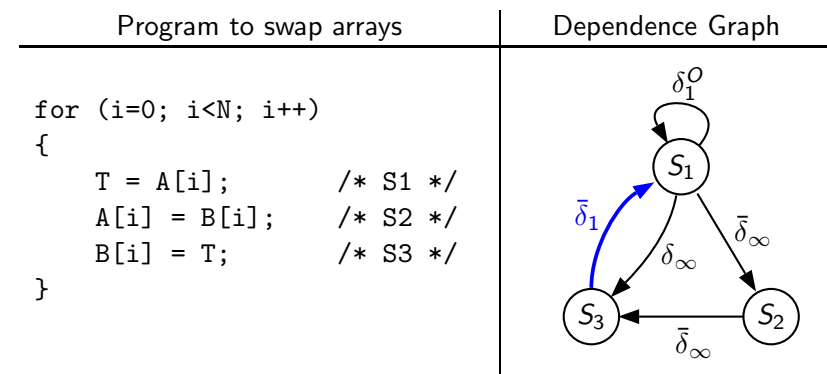 Program to swap arrays
Dependence Graph
for (i=0; i<N; i++)
{
T = A[i]; /* S1 */
A[i] = B[i]; /* S2 */
B[i] = T; /* S3 */
}
δ₁ᴼ
S₁
δ̄₁
δ̄∞
δ∞
S₃
S₂
δ̄∞